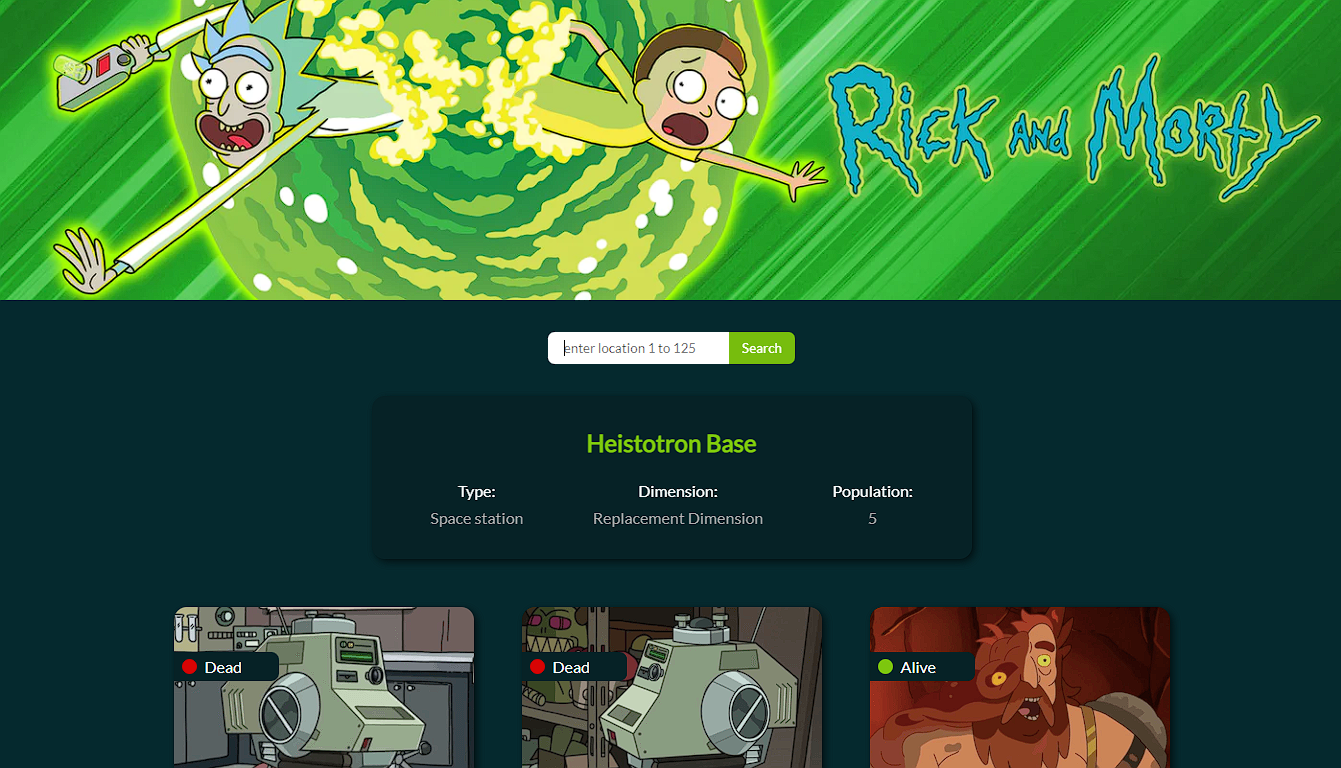 Rick and Morty
enter location 1 to 125 Search
Heistotron Base
Type: Dimension: Population:
Space station Replacement Dimension 5
Dead Dead Alive